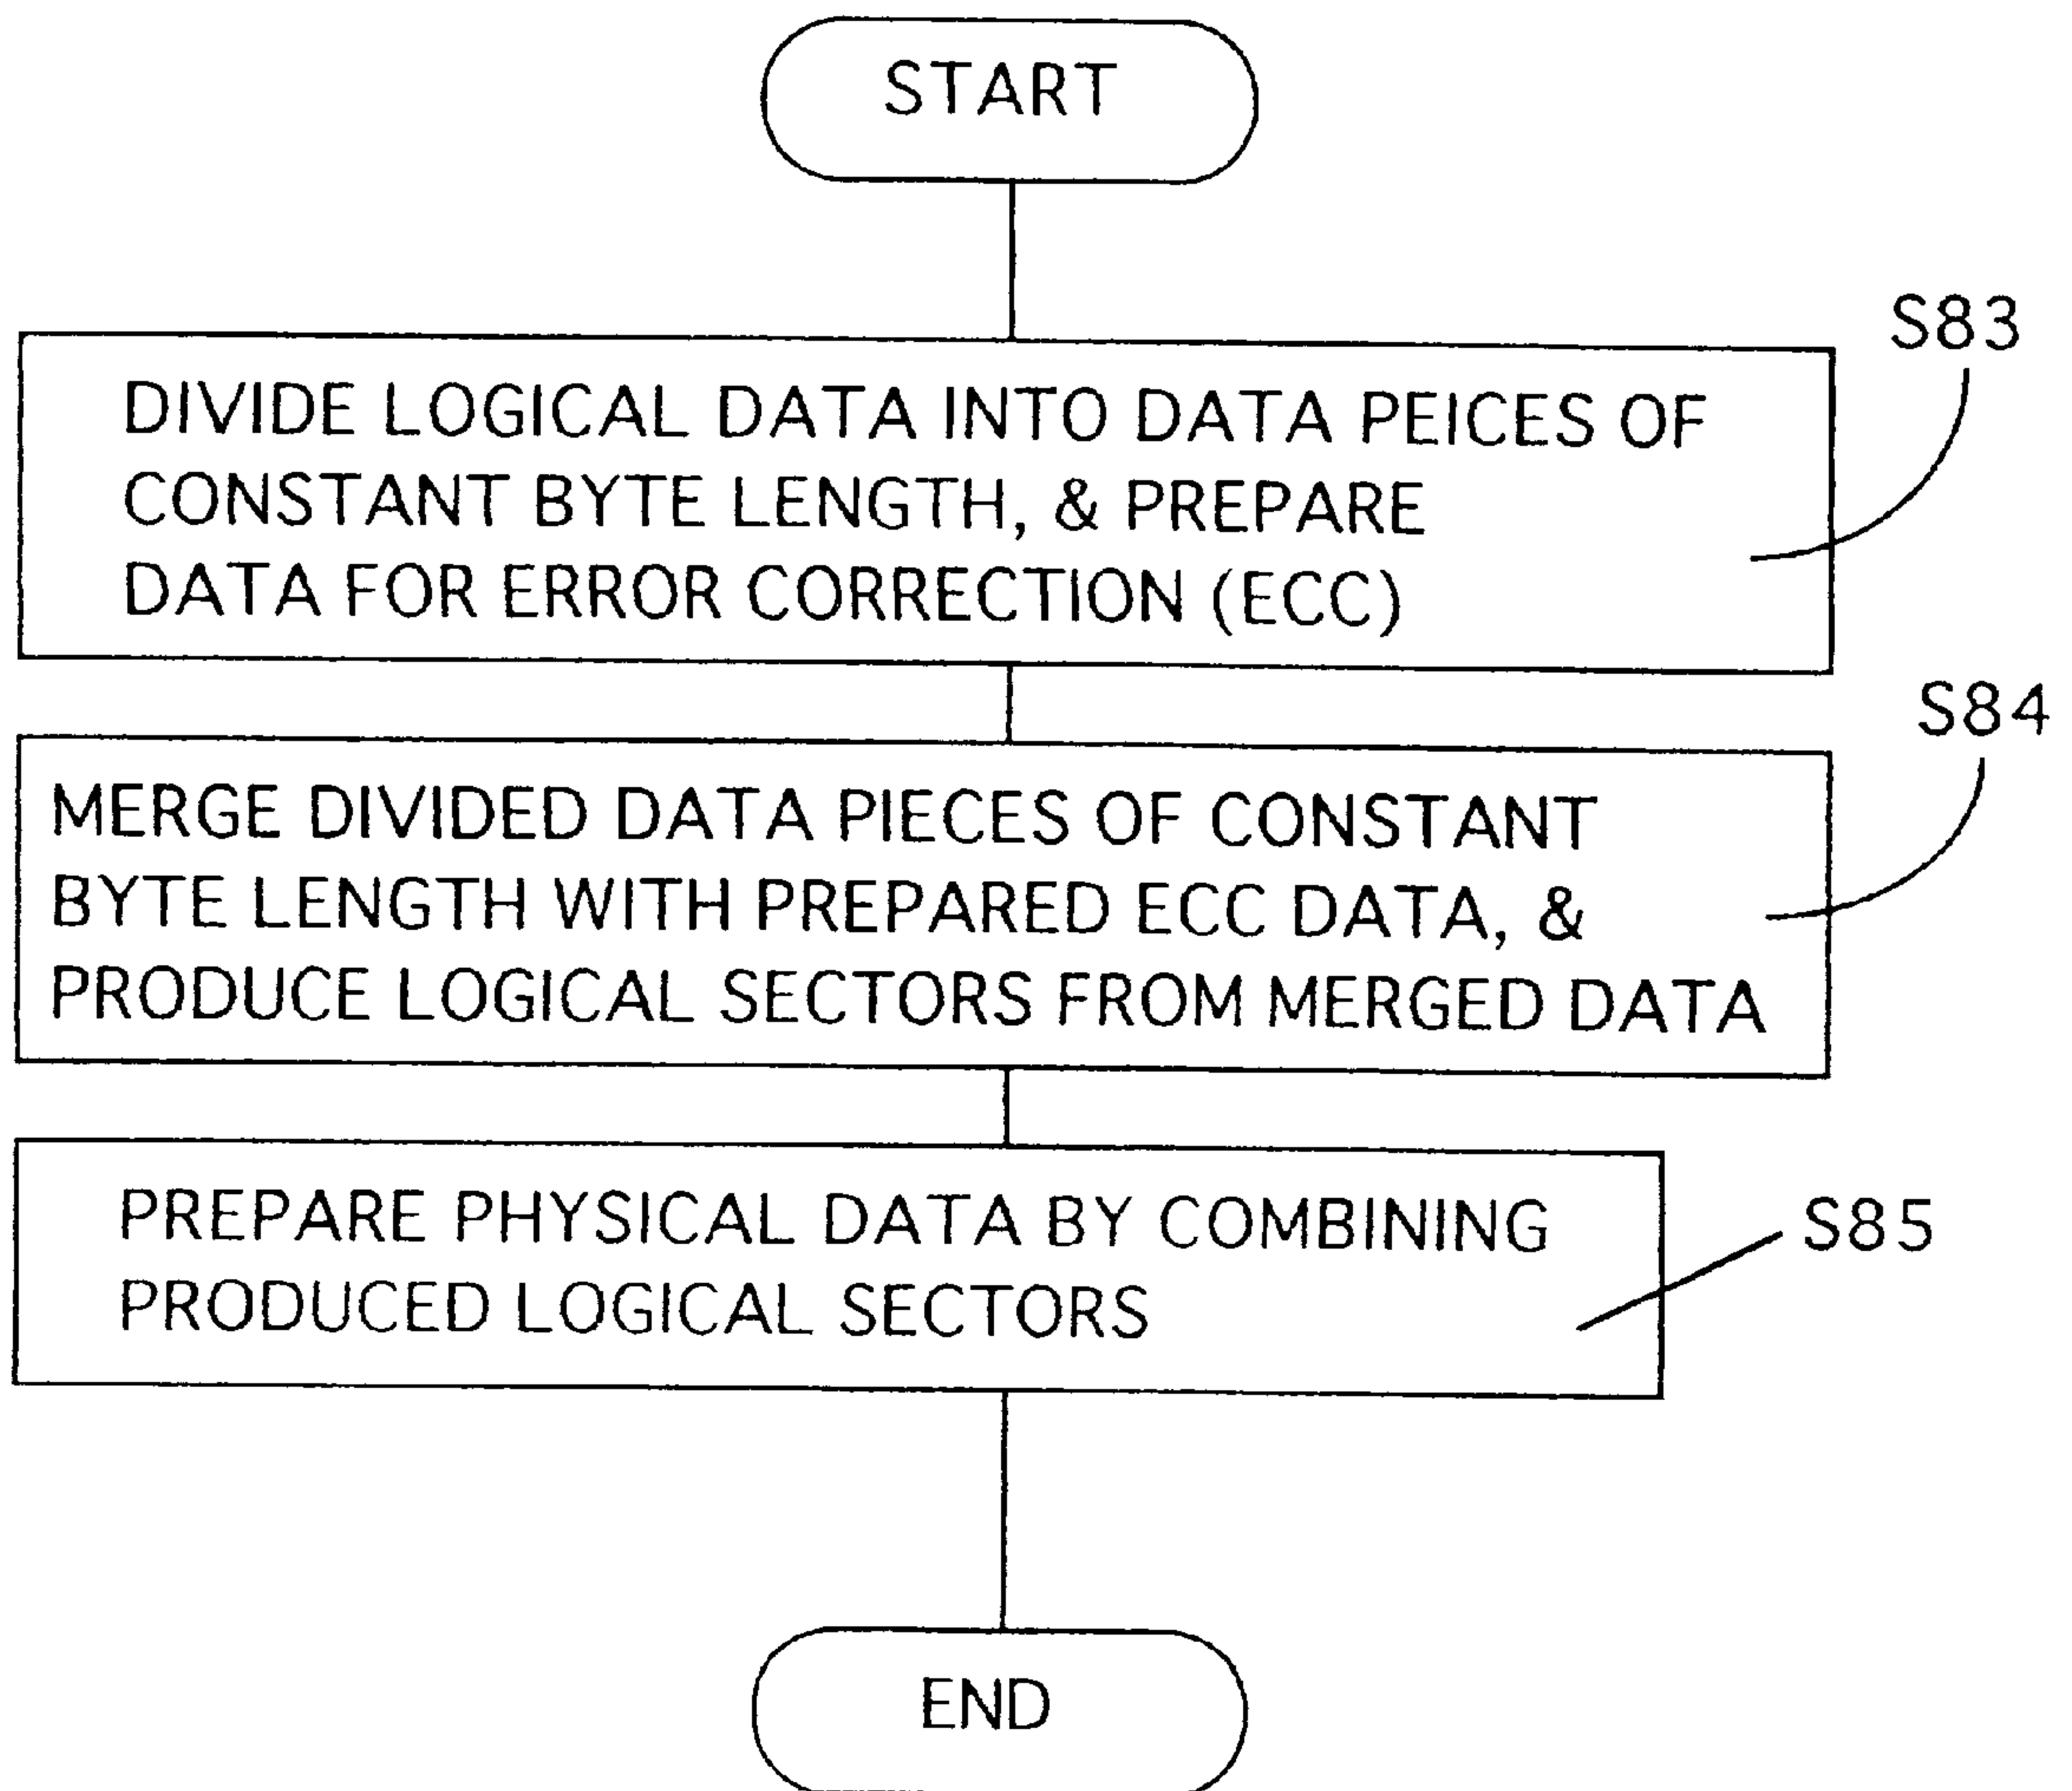 START
S83
DIVIDE LOGICAL DATA INTO DATA PEICES OF
CONSTANT BYTE LENGTH, & PREPARE
DATA FOR ERROR CORRECTION (ECC)
S84
MERGE DIVIDED DATA PIECES OF CONSTANT
BYTE LENGTH WITH PREPARED ECC DATA, &
PRODUCE LOGICAL SECTORS FROM MERGED DATA
PREPARE PHYSICAL DATA BY COMBINING
PRODUCED LOGICAL SECTORS
S85
END